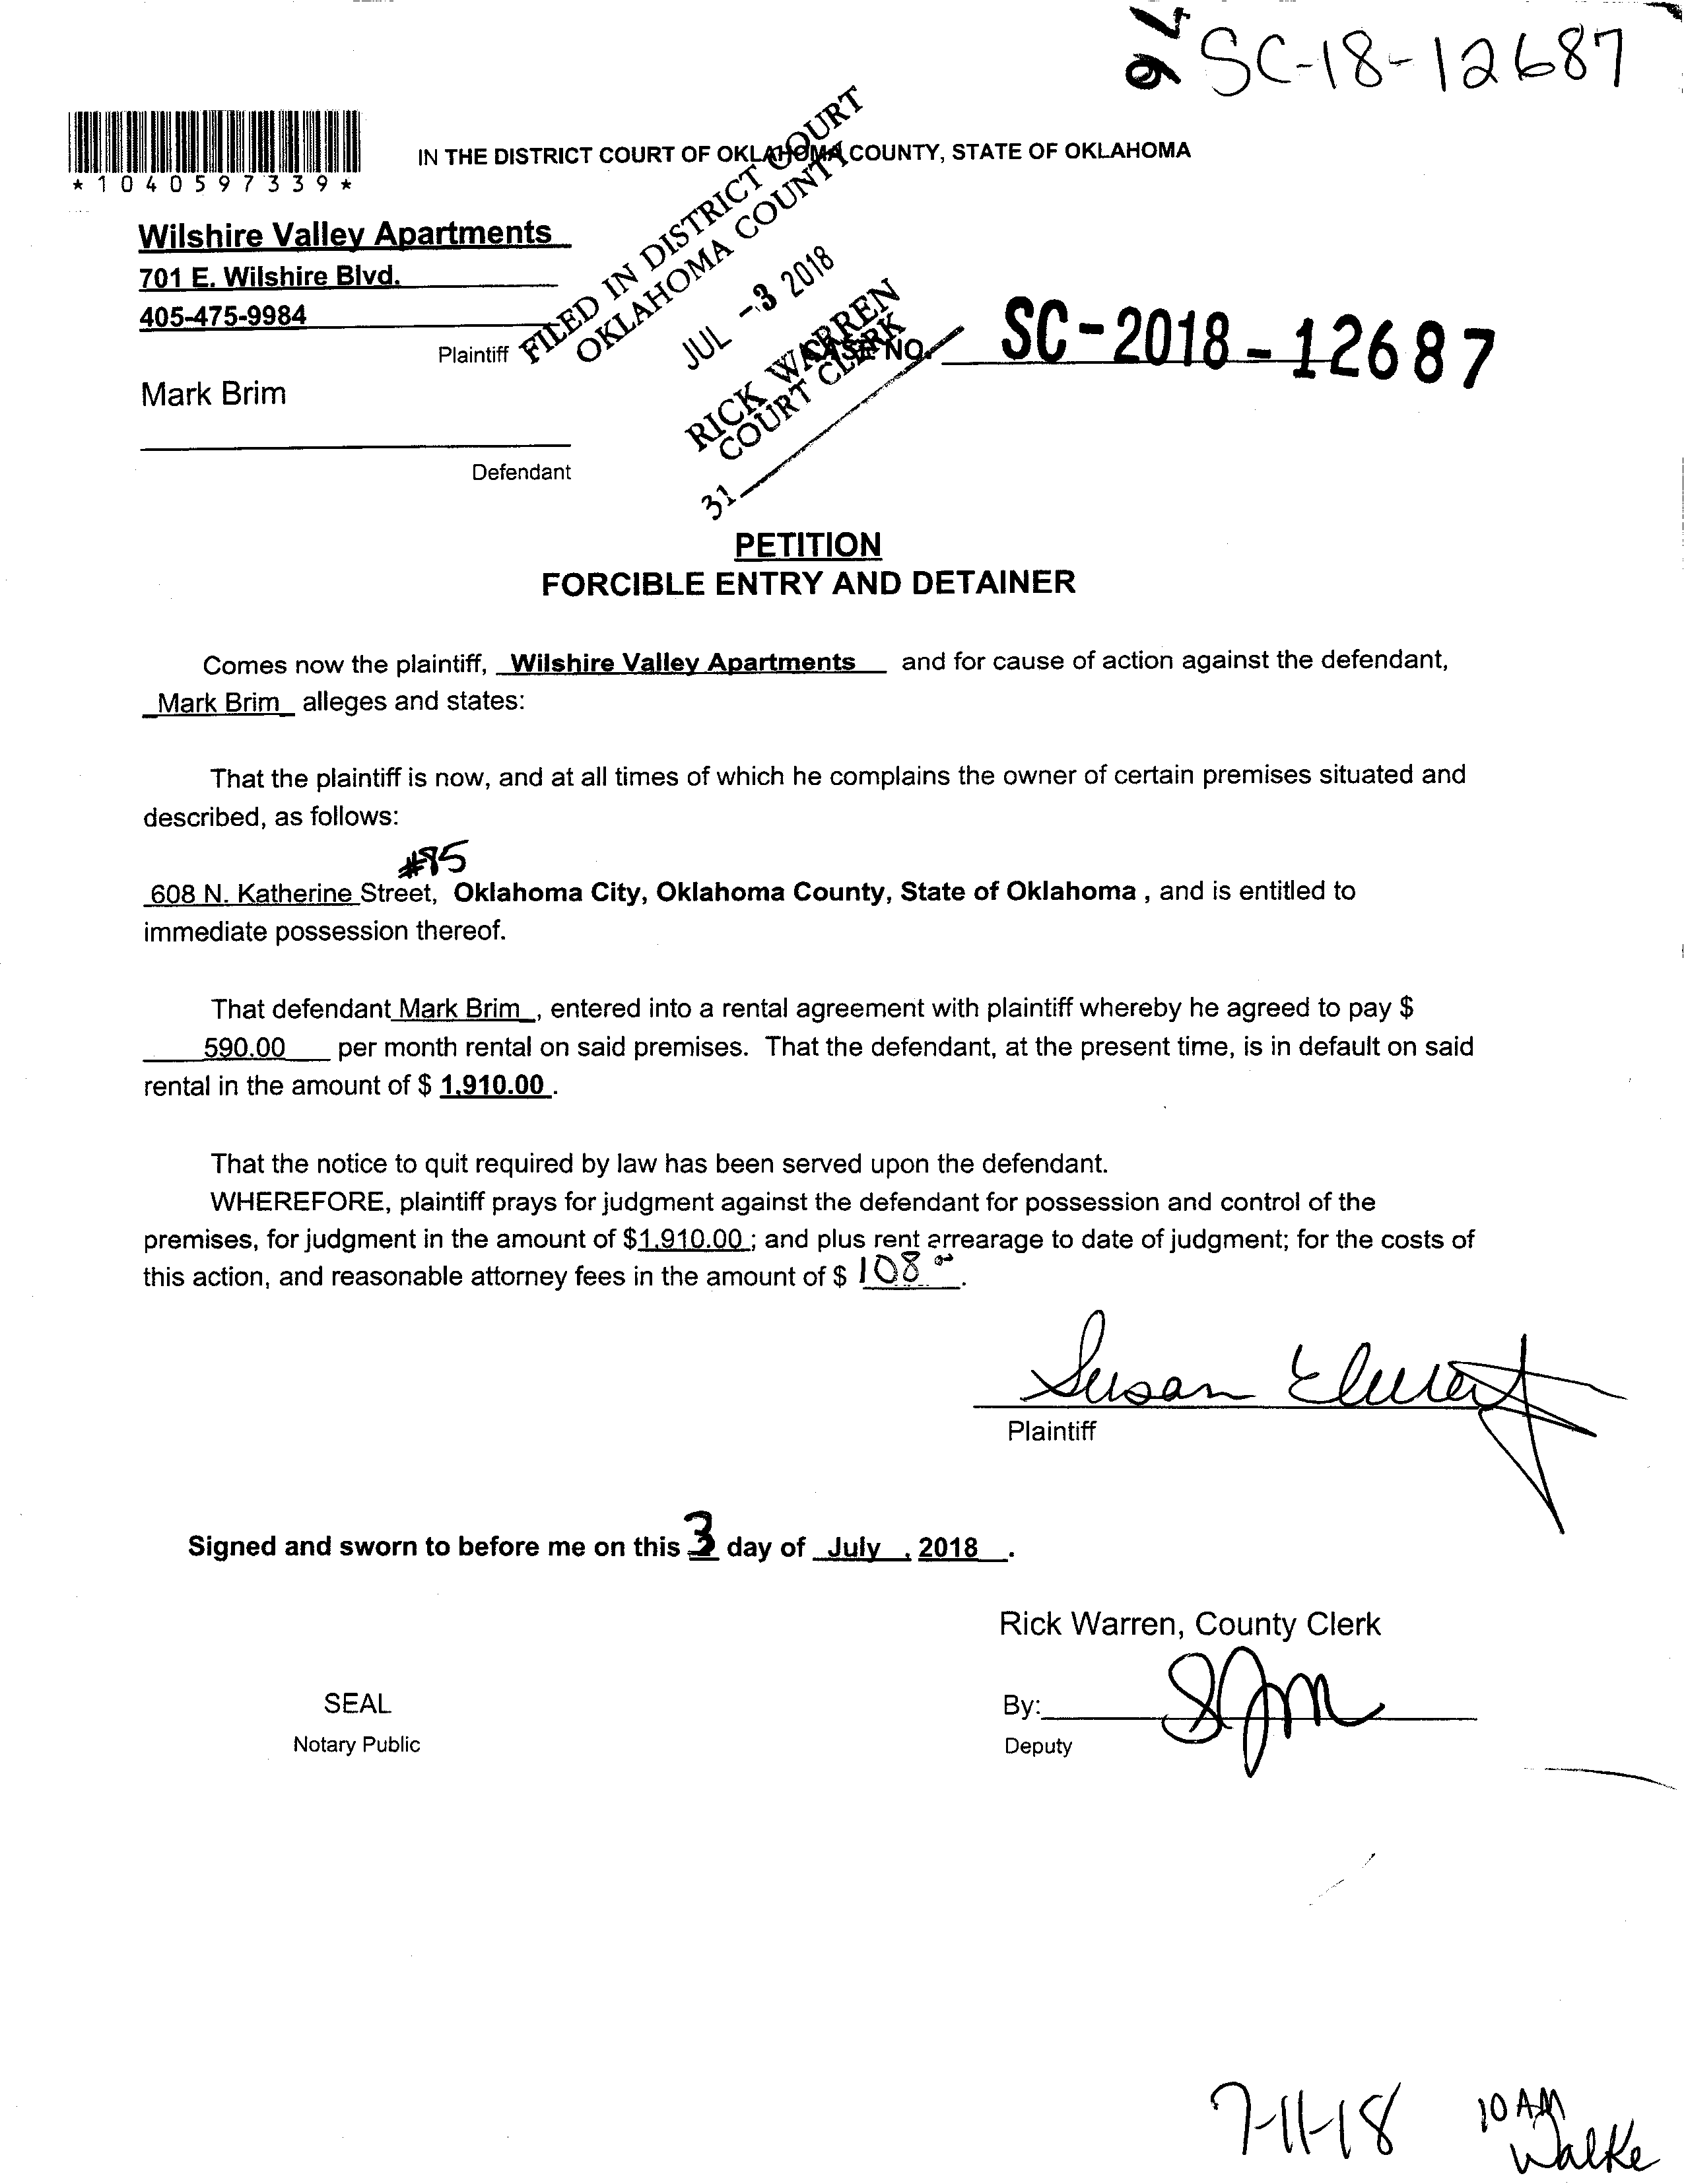 SC-18-12687
*1040597339*
IN THE DISTRICT COURT OF OKLAHOMA COUNTY, STATE OF OKLAHOMA
FILED IN DISTRICT COURT
OKLAHOMA COUNTY
JUL -3 2018
RICK WARREN
COURT CLERK
31
Wilshire Valley Apartments
701 E. Wilshire Blvd.
405-475-9984
Plaintiff
CASE NO. SC-2018-12687
Mark Brim
Defendant
PETITION
FORCIBLE ENTRY AND DETAINER
Comes now the plaintiff, Wilshire Valley Apartments and for cause of action against the defendant,
Mark Brim alleges and states:
That the plaintiff is now, and at all times of which he complains the owner of certain premises situated and
described, as follows:
608 N. Katherine Street, Oklahoma City, Oklahoma County, State of Oklahoma , and is entitled to
immediate possession thereof.
That defendant Mark Brim , entered into a rental agreement with plaintiff whereby he agreed to pay $
590.00 per month rental on said premises. That the defendant, at the present time, is in default on said
rental in the amount of $ 1,910.00 .
That the notice to quit required by law has been served upon the defendant.
WHEREFORE, plaintiff prays for judgment against the defendant for possession and control of the
premises, for judgment in the amount of $1,910.00 ; and plus rent arrearage to date of judgment; for the costs of
this action, and reasonable attorney fees in the amount of $ 108 .
Susan
Plaintiff
Signed and sworn to before me on this 3 day of July , 2018 .
Rick Warren, County Clerk
SEAL
By:
Notary Public
Deputy
7-11-18
10 AM
Walke